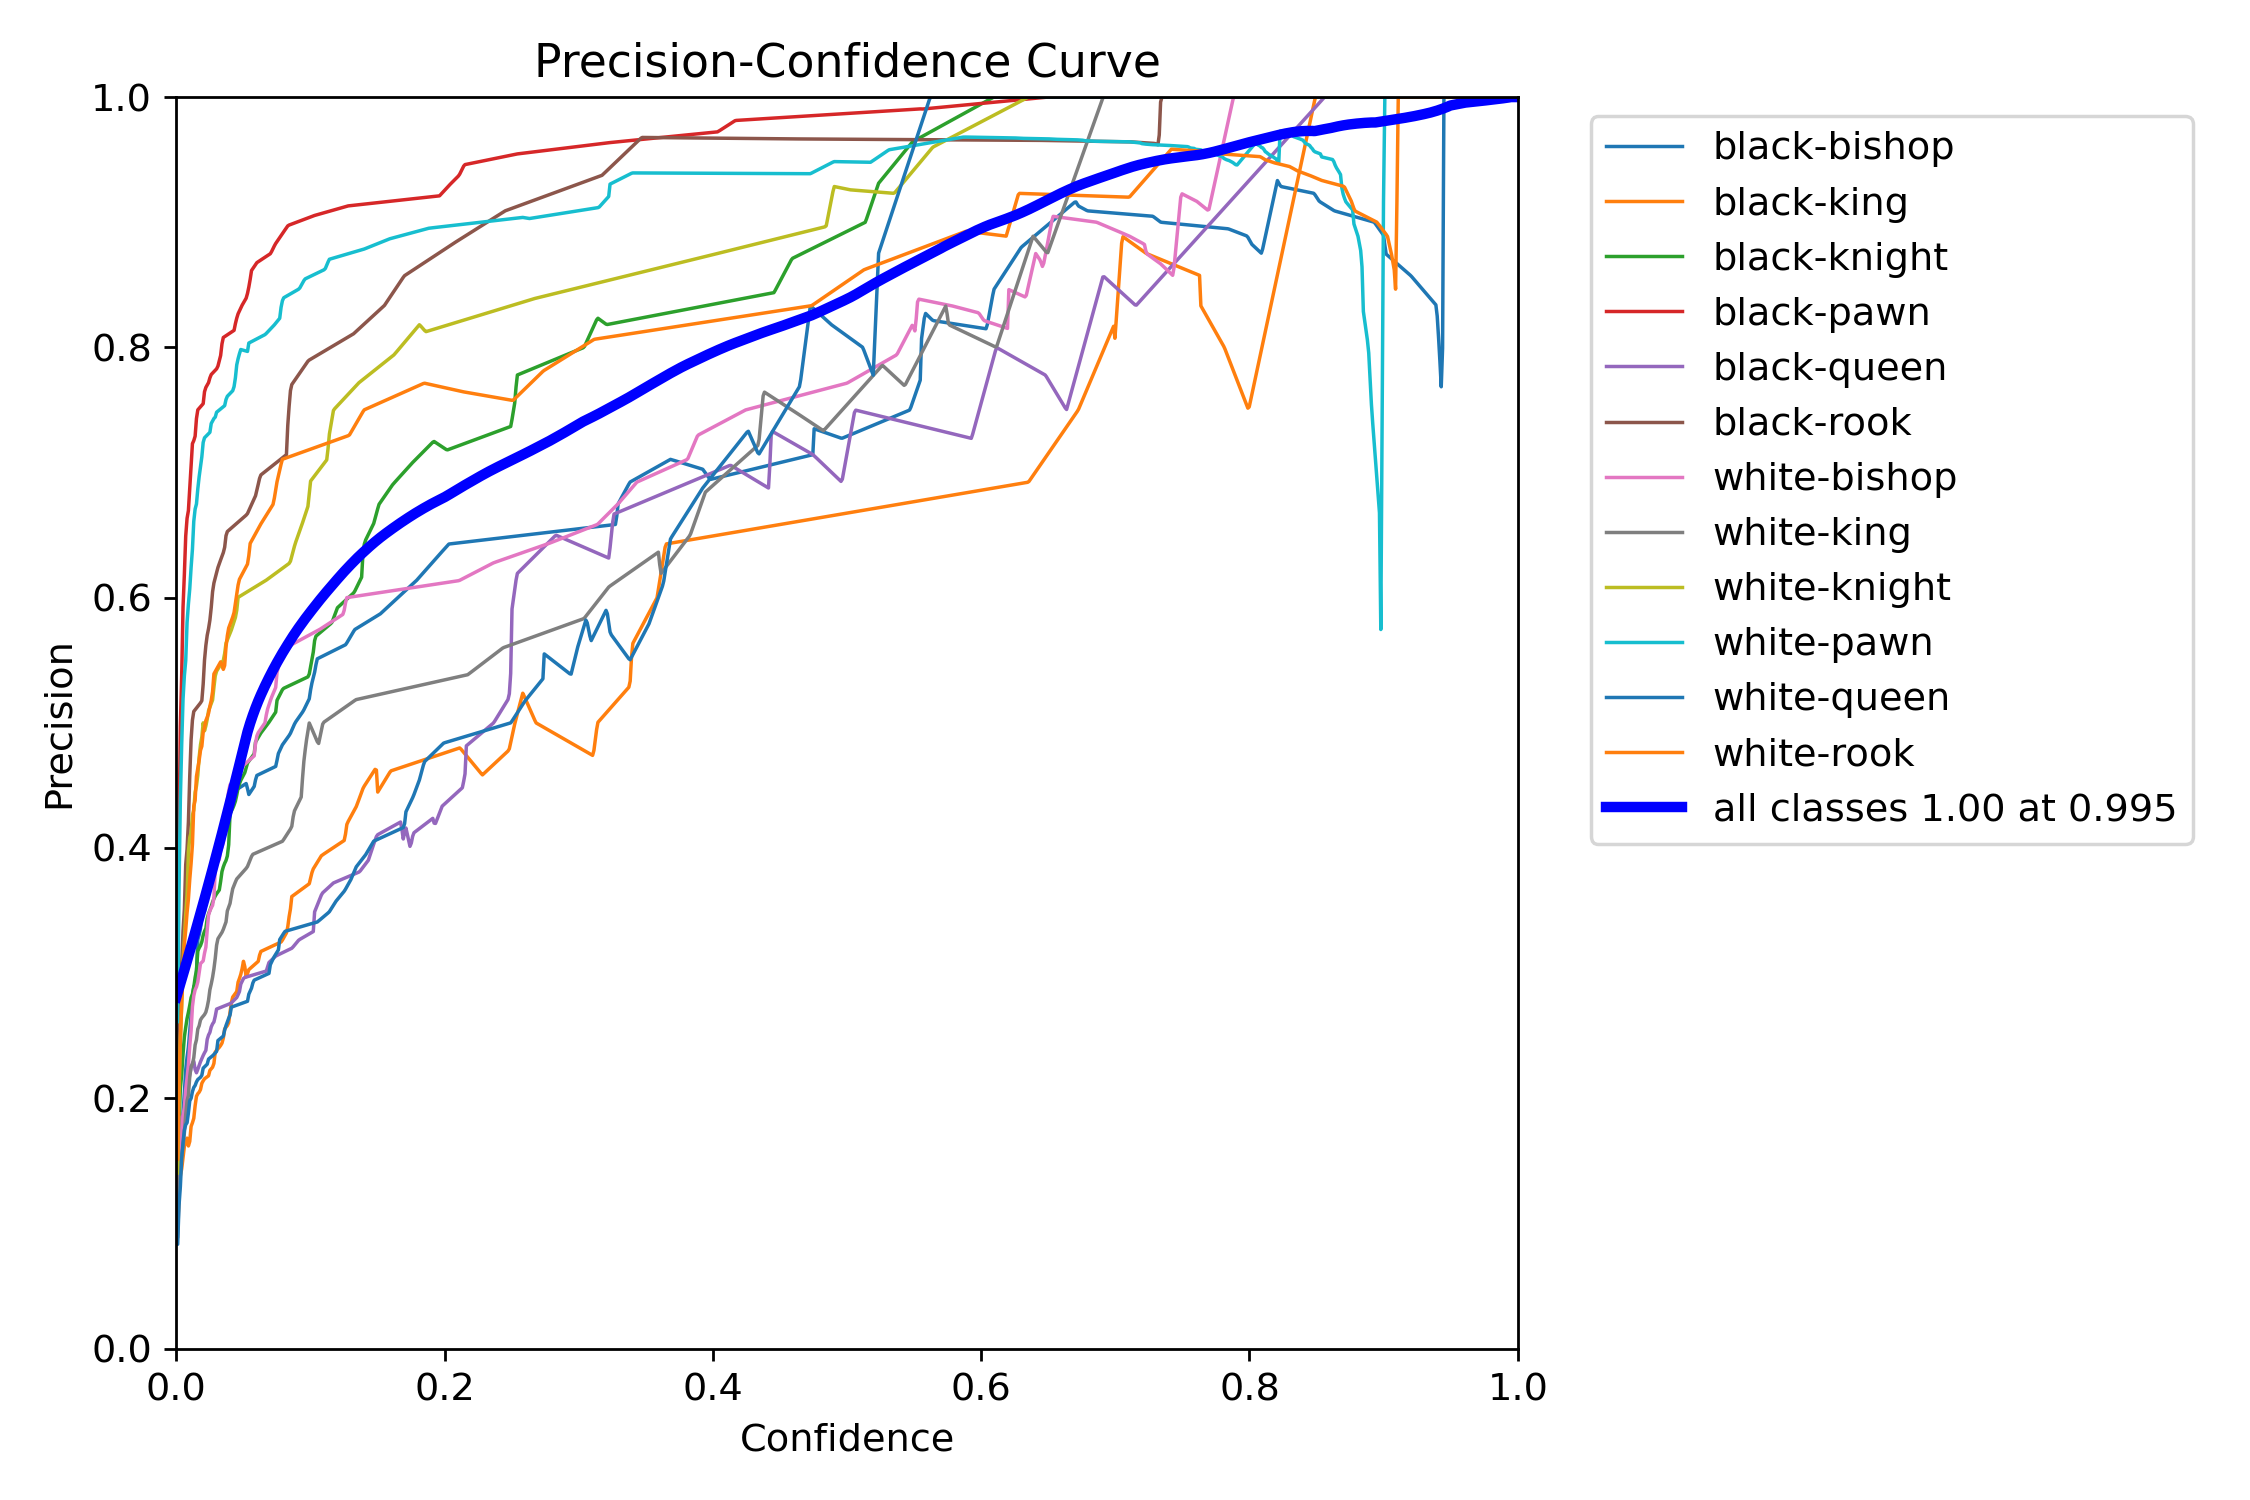 Precision-Confidence Curve
1.0
0.8
0.6
0.4
0.2
0.0
Precision
0.0 0.2 0.4 0.6 0.8 1.0
Confidence
black-bishop
black-king
black-knight
black-pawn
black-queen
black-rook
white-bishop
white-king
white-knight
white-pawn
white-queen
white-rook
all classes 1.00 at 0.995